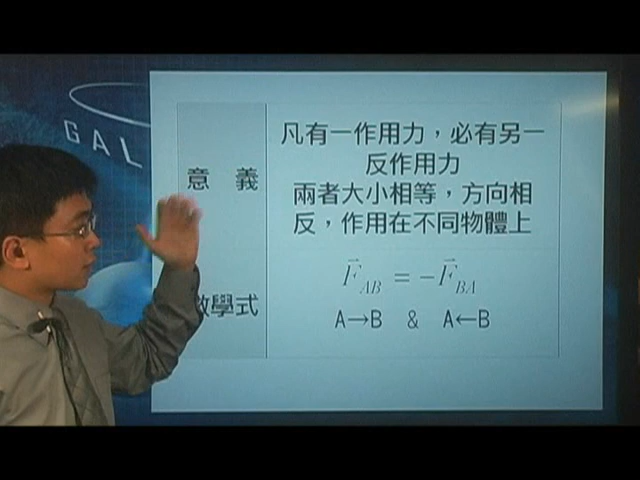 GAL
意 義
凡有一作用力，必有另一
反作用力
兩者大小相等，方向相
反，作用在不同物體上
數學式
F⃗AB = −F⃗BA
A→B & A←B